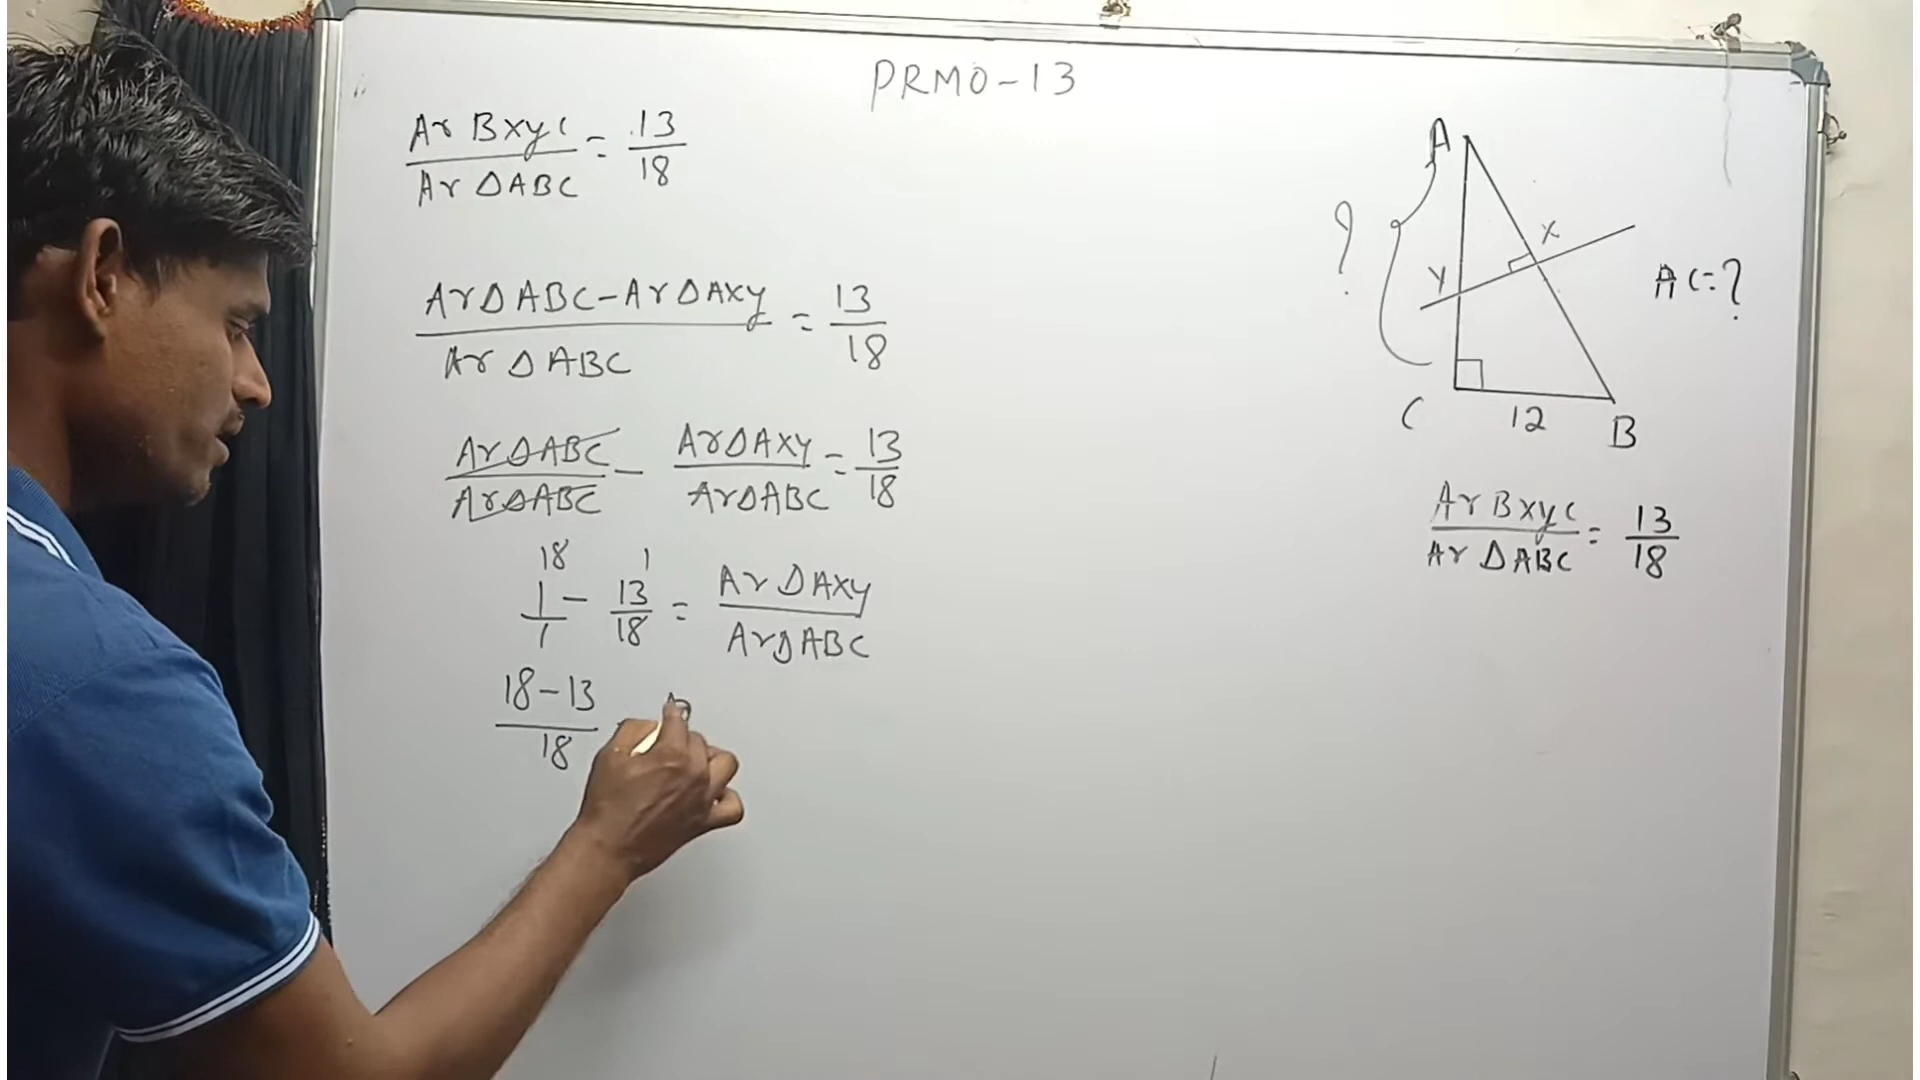 PRMO-13
Ar BXYC / Ar △ABC = 13/18
Ar△ABC-Ar△AXY / Ar△ABC = 13/18
Ar△ABC / Ar△ABC - Ar△AXY / Ar△ABC = 13/18
18 1
1/1 - 13/18 = Ar△AXY / Ar△ABC
18-13 / 18
A
X
?
Y
AC=?
C
12
B
Ar BXYC / Ar △ABC = 13/18